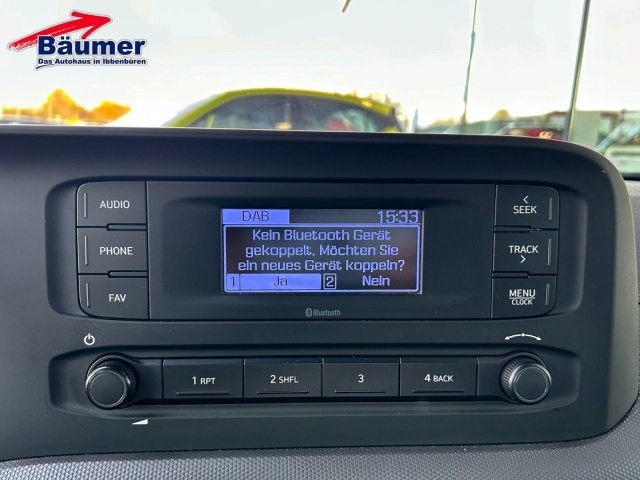 Bäumer
Das Autohaus in Ibbenbüren
AUDIO
PHONE
FAV
DAB 15:33
Kein Bluetooth Gerät
gekoppelt. Möchten Sie
ein neues Gerät koppeln?
1 Ja 2 Nein
Bluetooth
< SEEK
TRACK >
MENU
CLOCK
1 RPT
2 SHFL
3
4 BACK